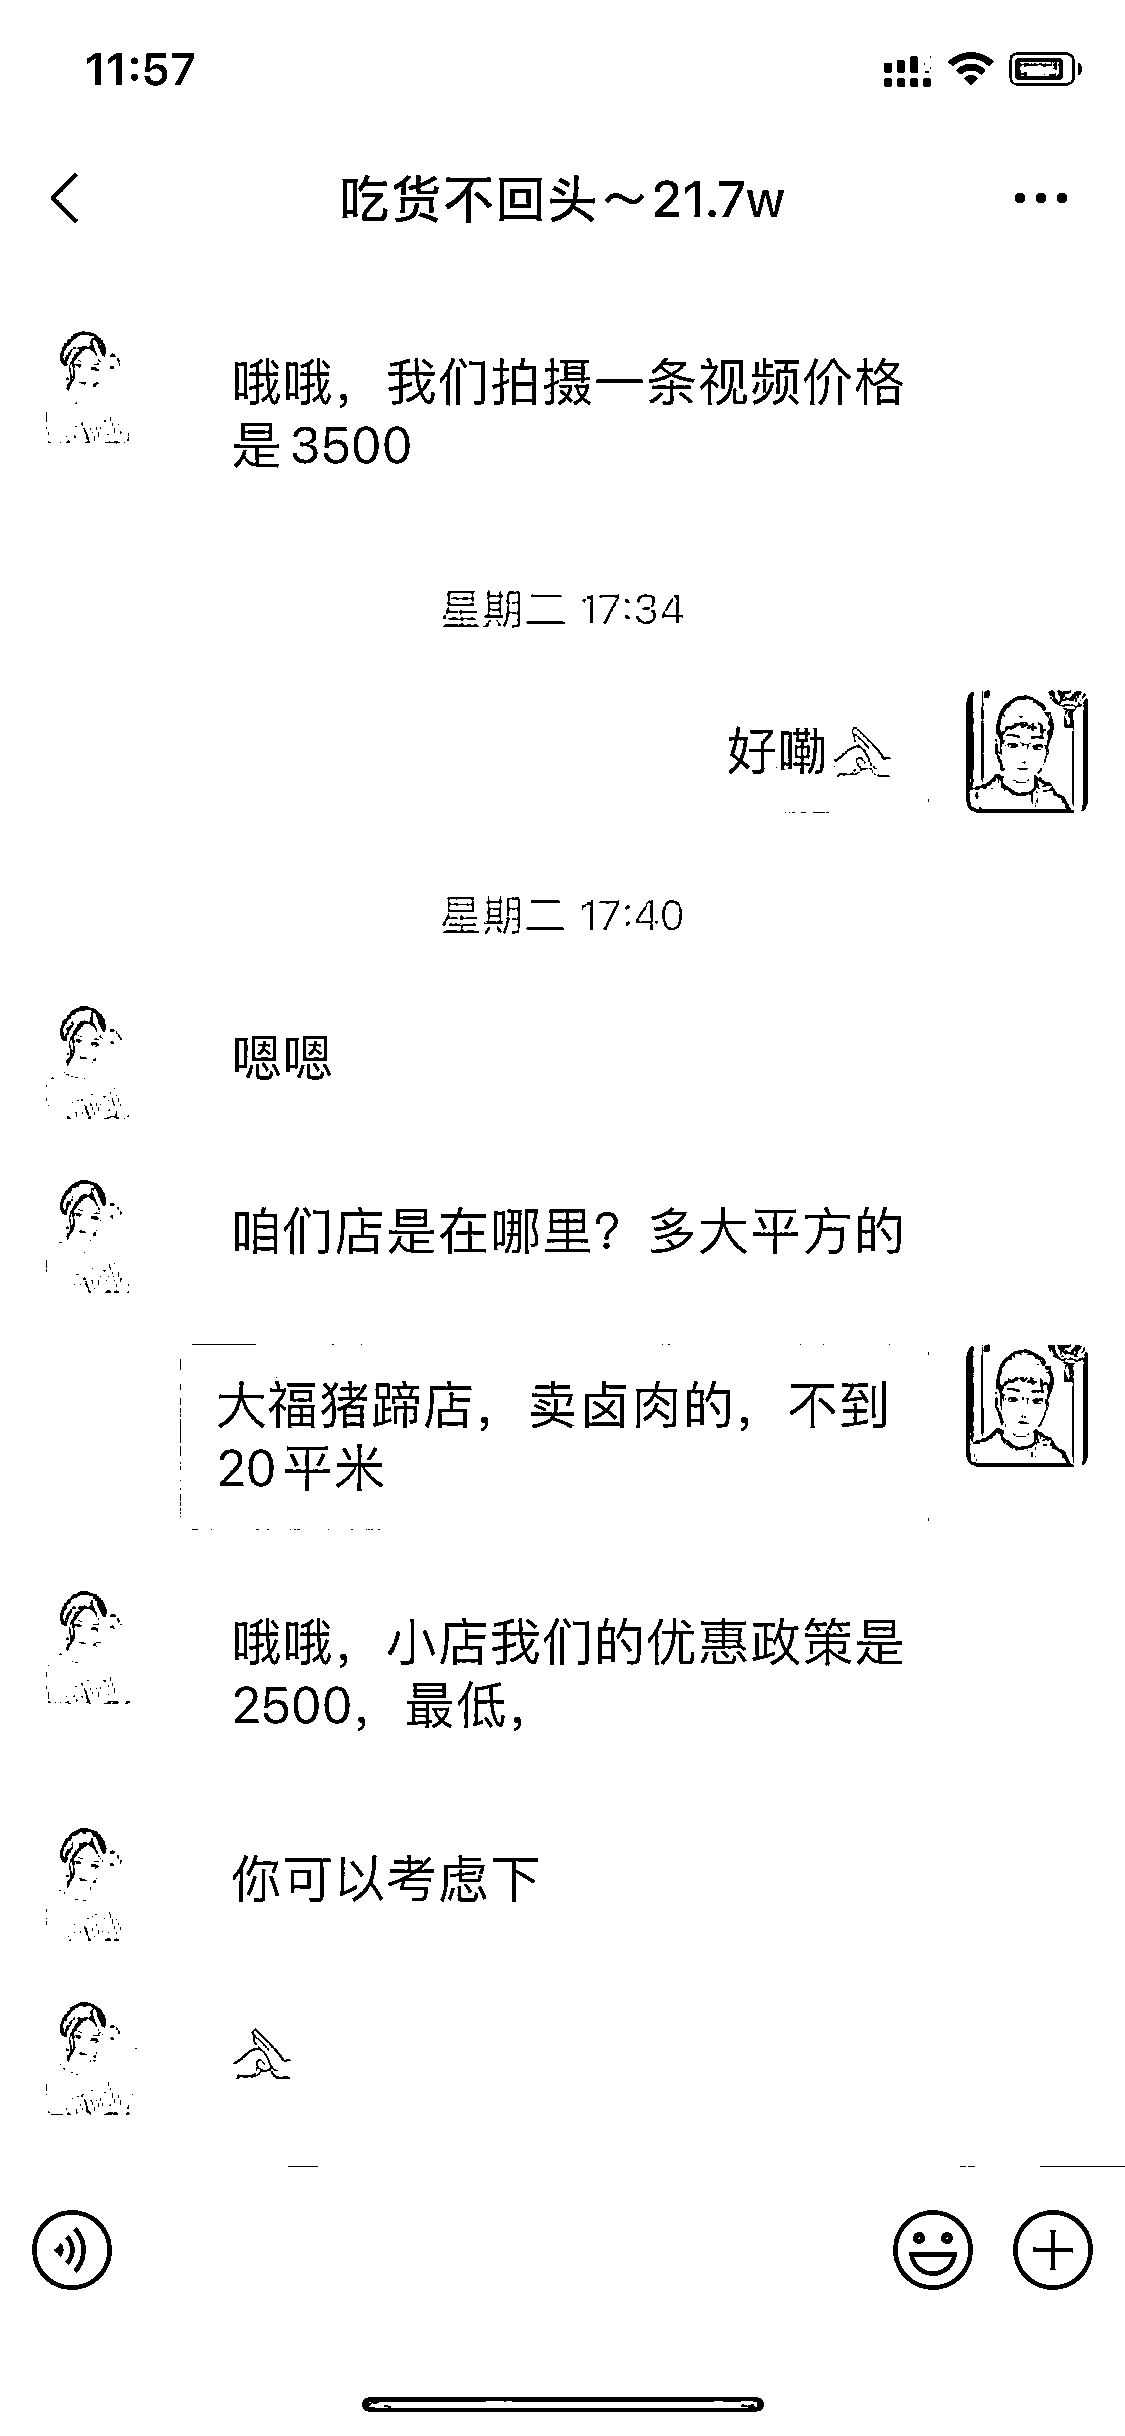 11:57
吃货不回头～21.7w
哦哦，我们拍摄一条视频价格
是3500
星期二 17:34
好嘞
星期二 17:40
嗯嗯
咱们店是在哪里？多大平方的
大福猪蹄店，卖卤肉的，不到
20平米
哦哦，小店我们的优惠政策是
2500，最低，
你可以考虑下